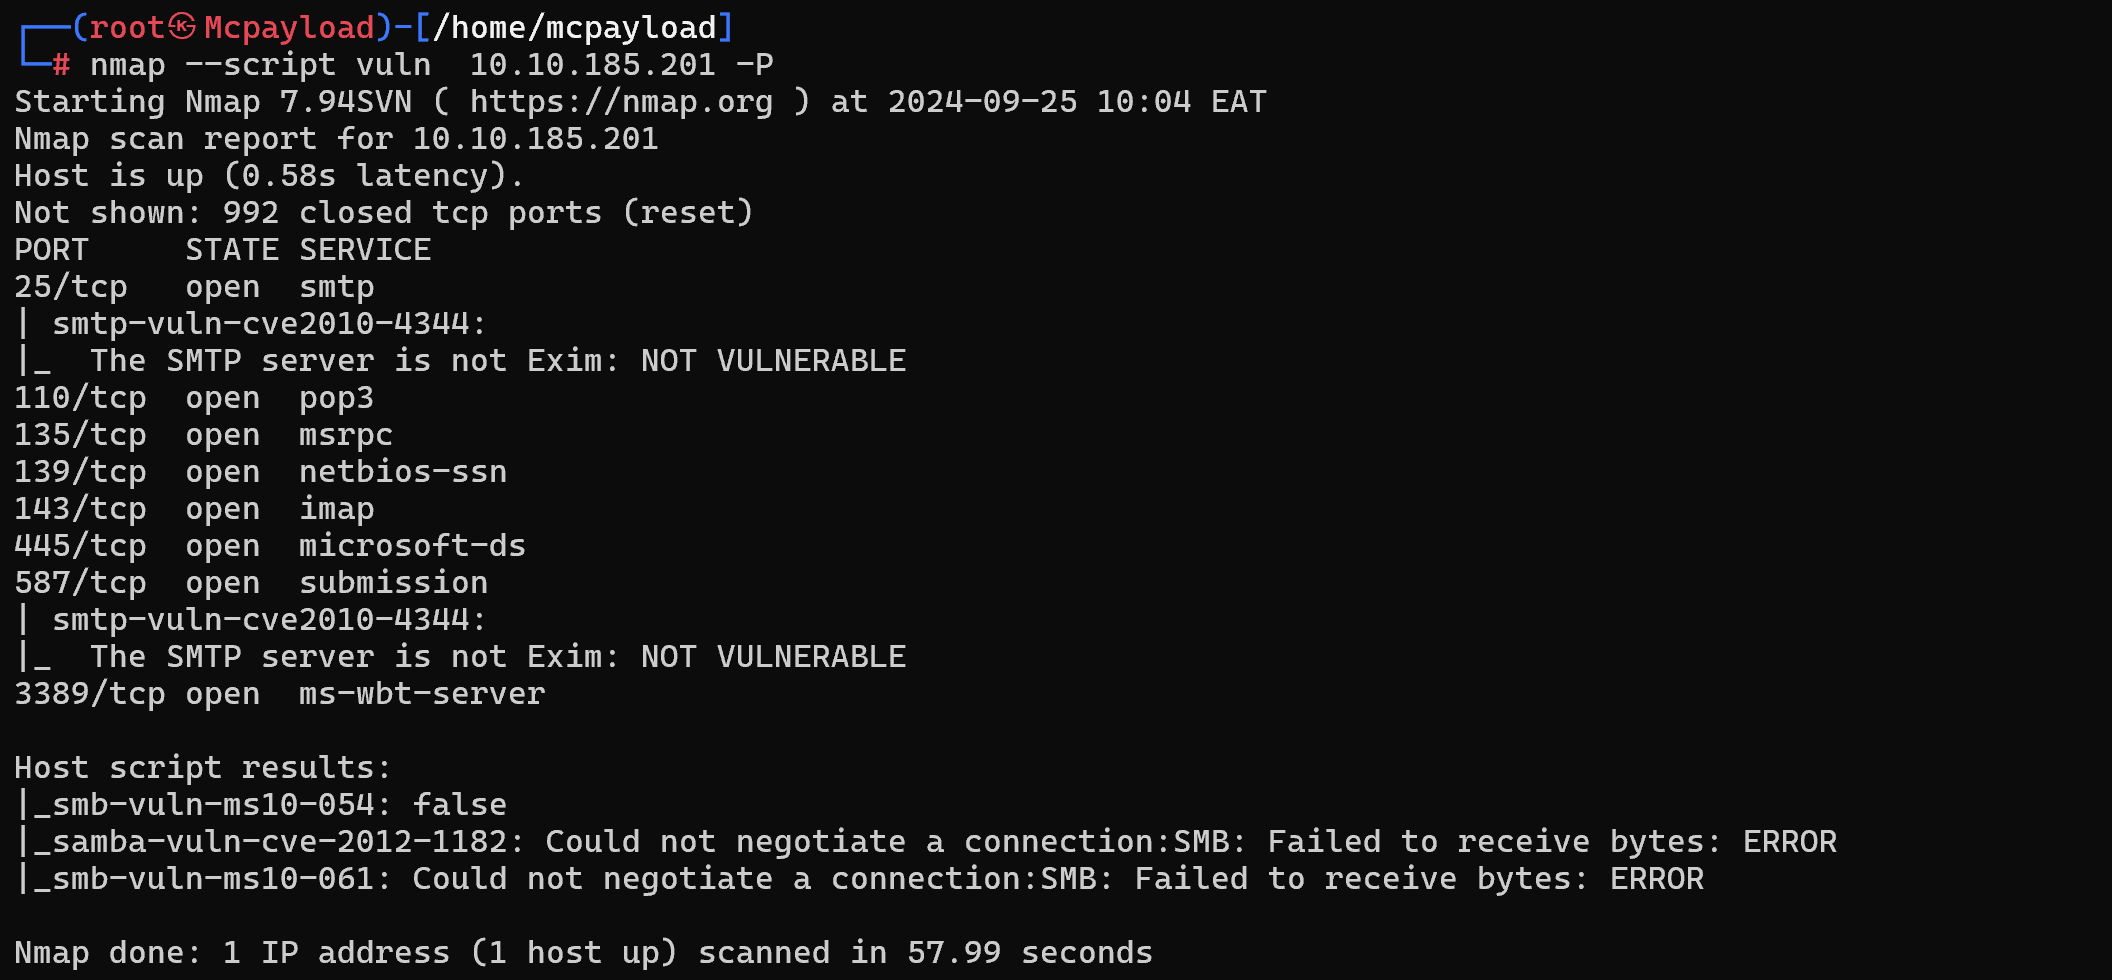 ┌──(root㉿Mcpayload)-[/home/mcpayload]
└─# nmap --script vuln  10.10.185.201 -P
Starting Nmap 7.94SVN ( https://nmap.org ) at 2024-09-25 10:04 EAT
Nmap scan report for 10.10.185.201
Host is up (0.58s latency).
Not shown: 992 closed tcp ports (reset)
PORT     STATE SERVICE
25/tcp   open  smtp
| smtp-vuln-cve2010-4344:
|_  The SMTP server is not Exim: NOT VULNERABLE
110/tcp  open  pop3
135/tcp  open  msrpc
139/tcp  open  netbios-ssn
143/tcp  open  imap
445/tcp  open  microsoft-ds
587/tcp  open  submission
| smtp-vuln-cve2010-4344:
|_  The SMTP server is not Exim: NOT VULNERABLE
3389/tcp open  ms-wbt-server

Host script results:
|_smb-vuln-ms10-054: false
|_samba-vuln-cve-2012-1182: Could not negotiate a connection:SMB: Failed to receive bytes: ERROR
|_smb-vuln-ms10-061: Could not negotiate a connection:SMB: Failed to receive bytes: ERROR

Nmap done: 1 IP address (1 host up) scanned in 57.99 seconds